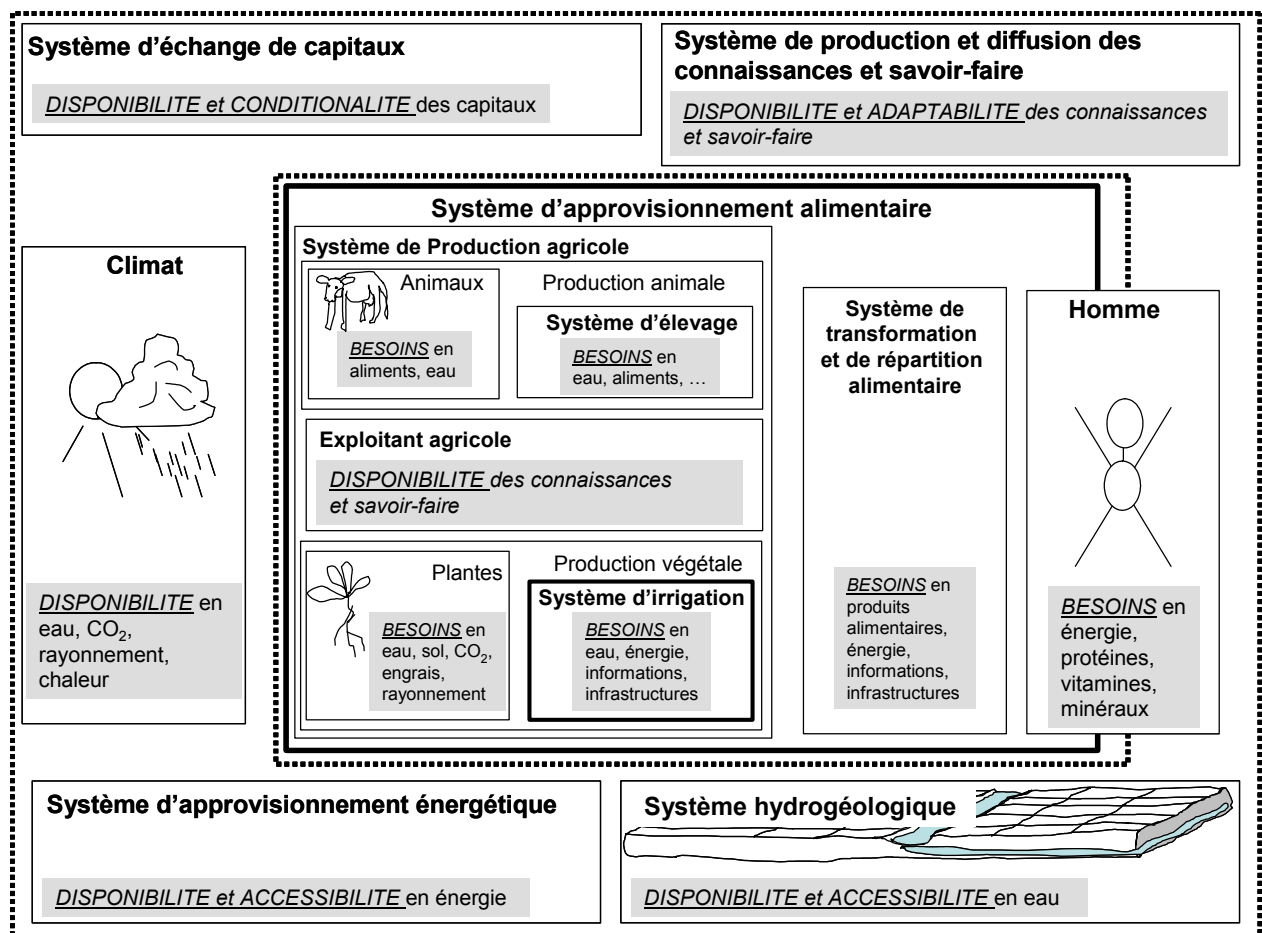 Système d'échange de capitaux
DISPONIBILITE et CONDITIONALITE des capitaux
Système de production et diffusion des
connaissances et savoir-faire
DISPONIBILITE et ADAPTABILITE des connaissances
et savoir-faire
Climat
DISPONIBILITE en
eau, CO2,
rayonnement,
chaleur
Système d'approvisionnement alimentaire
Système de Production agricole
Animaux
BESOINS en
aliments, eau
Production animale
Système d'élevage
BESOINS en
eau, aliments, …
Exploitant agricole
DISPONIBILITE des connaissances
et savoir-faire
Plantes
BESOINS en
eau, sol, CO2,
engrais,
rayonnement
Production végétale
Système d'irrigation
BESOINS en
eau, énergie,
informations,
infrastructures
Système de
transformation
et de répartition
alimentaire
BESOINS en
produits
alimentaires,
énergie,
informations,
infrastructures
Homme
BESOINS en
énergie,
protéines,
vitamines,
minéraux
Système d'approvisionnement énergétique
DISPONIBILITE et ACCESSIBILITE en énergie
Système hydrogéologique
DISPONIBILITE et ACCESSIBILITE en eau